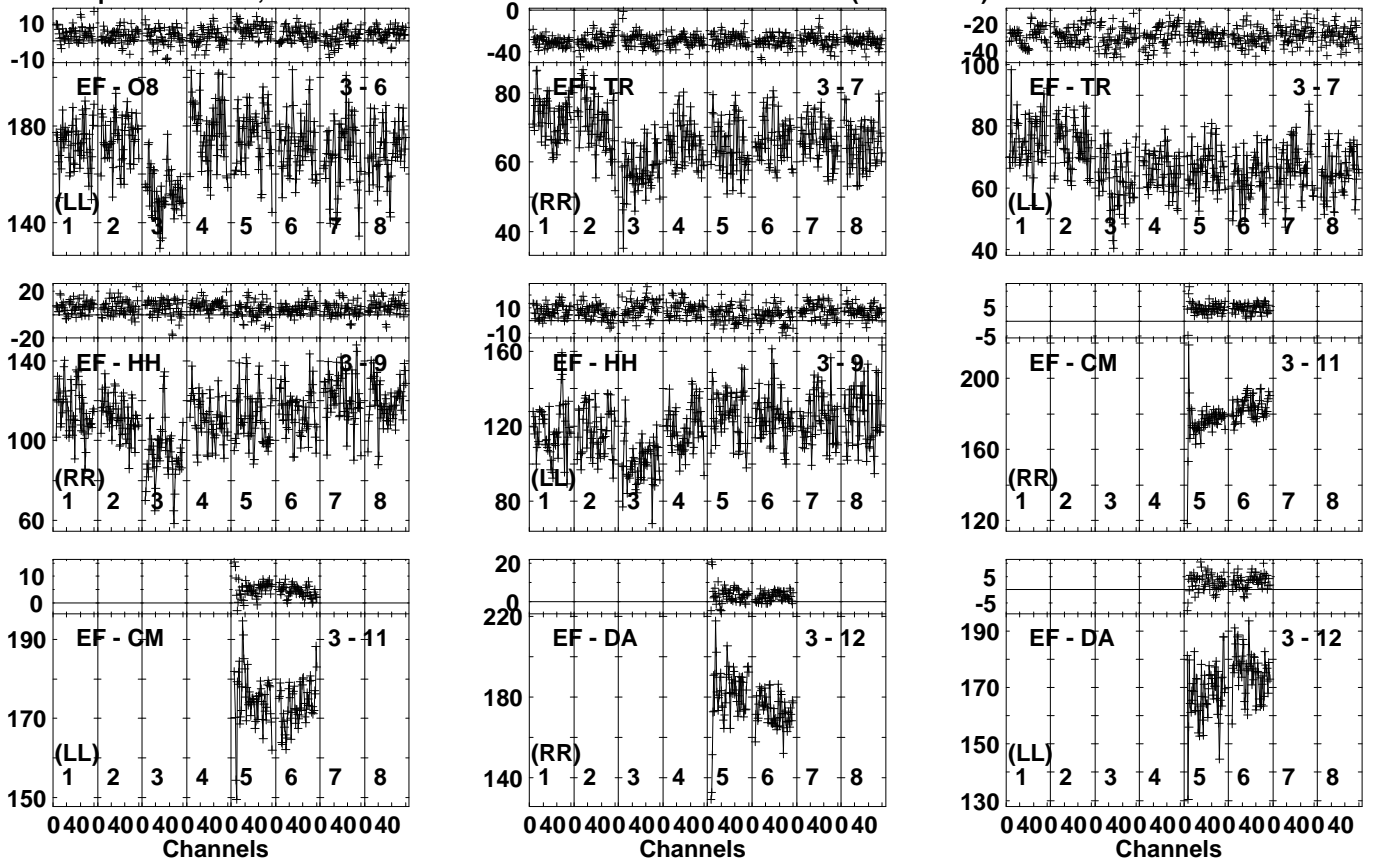 10
-10
EF - O8 3 - 6
180
140
(LL)
1 2 3 4 5 6 7 8
0
-40
EF - TR 3 - 7
80
60
40
(RR)
1 2 3 4 5 6 7 8
-20
-40
100
EF - TR 3 - 7
80
60
40
(LL)
1 2 3 4 5 6 7 8
20
-20
EF - HH 3 - 9
140
100
60
(RR)
1 2 3 4 5 6 7 8
10
-10
EF - HH 3 - 9
160
120
80
(LL)
1 2 3 4 5 6 7 8
5
-5
EF - CM 3 - 11
200
160
120
(RR)
1 2 3 4 5 6 7 8
10
0
EF - CM 3 - 11
190
170
150
(LL)
1 2 3 4 5 6 7 8
0 40 0 40 0 40 0 40 0 40 0 40 0 40 0 40
Channels
20
0
220
EF - DA 3 - 12
180
140
(RR)
1 2 3 4 5 6 7 8
0 40 0 40 0 40 0 40 0 40 0 40 0 40 0 40
Channels
5
-5
EF - DA 3 - 12
190
170
150
130
(LL)
1 2 3 4 5 6 7 8
0 40 0 40 0 40 0 40 0 40 0 40 0 40 0 40
Channels